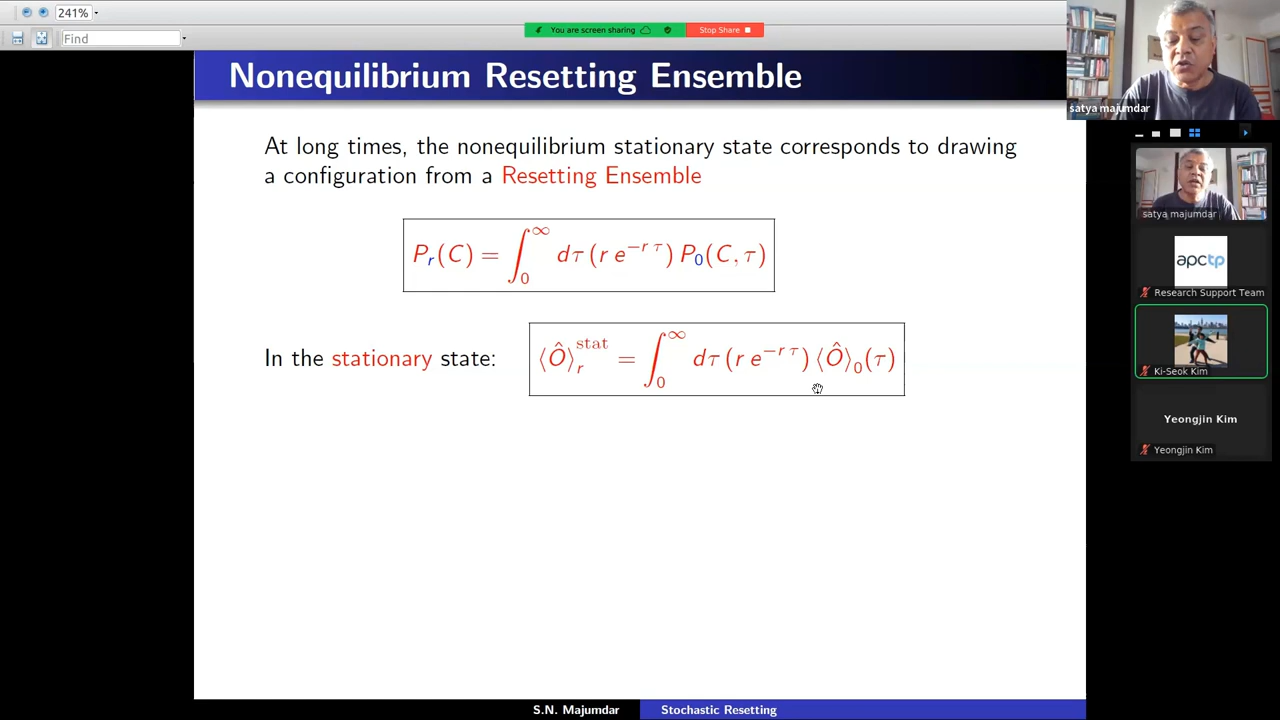 241%
Find
You are screen sharing
Stop Share
Nonequilibrium Resetting Ensemble
At long times, the nonequilibrium stationary state corresponds to drawing
a configuration from a Resetting Ensemble
P_r(C) = ∫_0^∞ dτ (r e^{−r τ}) P_0(C, τ)
In the stationary state: ⟨Ô⟩_r^{stat} = ∫_0^∞ dτ (r e^{−r τ}) ⟨Ô⟩_0(τ)
S.N. Majumdar
Stochastic Resetting
satya majumdar
satya majumdar
apctp
Research Support Team
Ki-Seok Kim
Yeongjin Kim
Yeongjin Kim